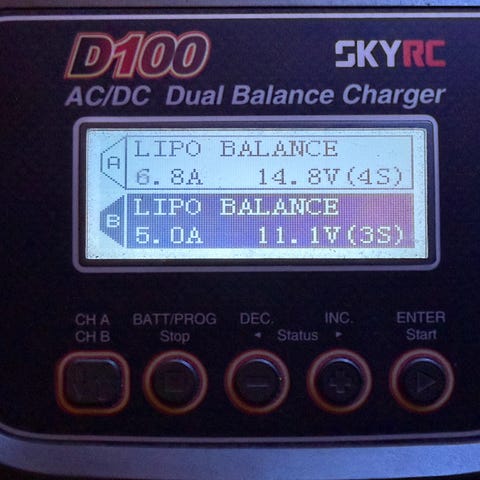 D100
SKYRC
AC/DC Dual Balance Charger
A
LIPO BALANCE
6.8A 14.8V(4S)
B
LIPO BALANCE
5.0A 11.1V(3S)
CH A BATT/PROG DEC. INC. ENTER
CH B Stop ◄ Status ► Start